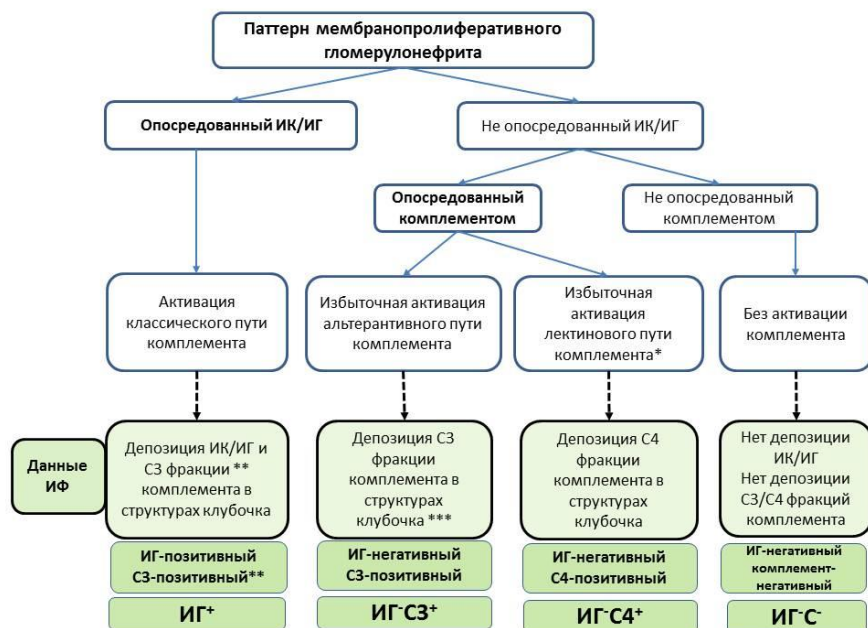 Паттерн мембранопролиферативного
гломерулонефрита
Опосредованный ИК/ИГ
Не опосредованный ИК/ИГ
Опосредованный
комплементом
Не опосредованный
комплементом
Активация
классического пути
комплемента
Избыточная активация
альтерантивного пути
комплемента
Избыточная
активация
лектинового пути
комплемента*
Без активации
комплемента
Данные
ИФ
Депозиция ИК/ИГ и
С3 фракции **
комплемента в
структурах клубочка
Депозиция С3
фракции
комплемента в
структурах
клубочка ***
Депозиция С4
фракции
комплемента в
структурах
клубочка
Нет депозиции
ИК/ИГ
Нет депозиции
С3/С4 фракций
комплемента
ИГ-позитивный
С3-позитивный**
ИГ-негативный
С3-позитивный
ИГ-негативный
С4-позитивный
ИГ-негативный
комплемент-
негативный
ИГ⁺
ИГ⁻С3⁺
ИГ⁻С4⁺
ИГ⁻С⁻